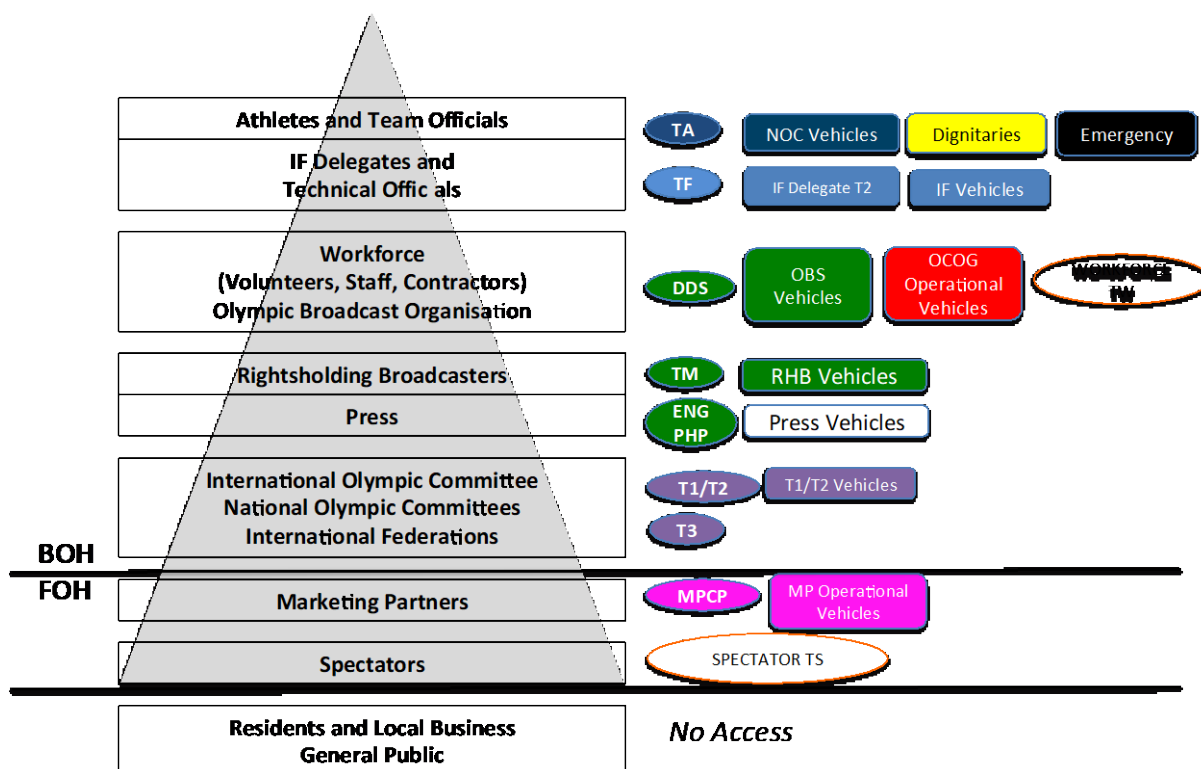 Athletes and Team Officials
TA
NOC Vehicles
Dignitaries
Emergency
IF Delegates and
Technical Officals
TF
IF Delegate T2
IF Vehicles
Workforce
(Volunteers, Staff, Contractors)
Olympic Broadcast Organisation
DDS
OBS
Vehicles
OCOG
Operational
Vehicles
WORKFORCE
TW
Rightsholding Broadcasters
TM
RHB Vehicles
Press
ENG
PHP
Press Vehicles
International Olympic Committee
National Olympic Committees
International Federations
T1/T2
T1/T2 Vehicles
T3
BOH
FOH
Marketing Partners
MPCP
MP Operational
Vehicles
Spectators
SPECTATOR TS
Residents and Local Business
General Public
No Access